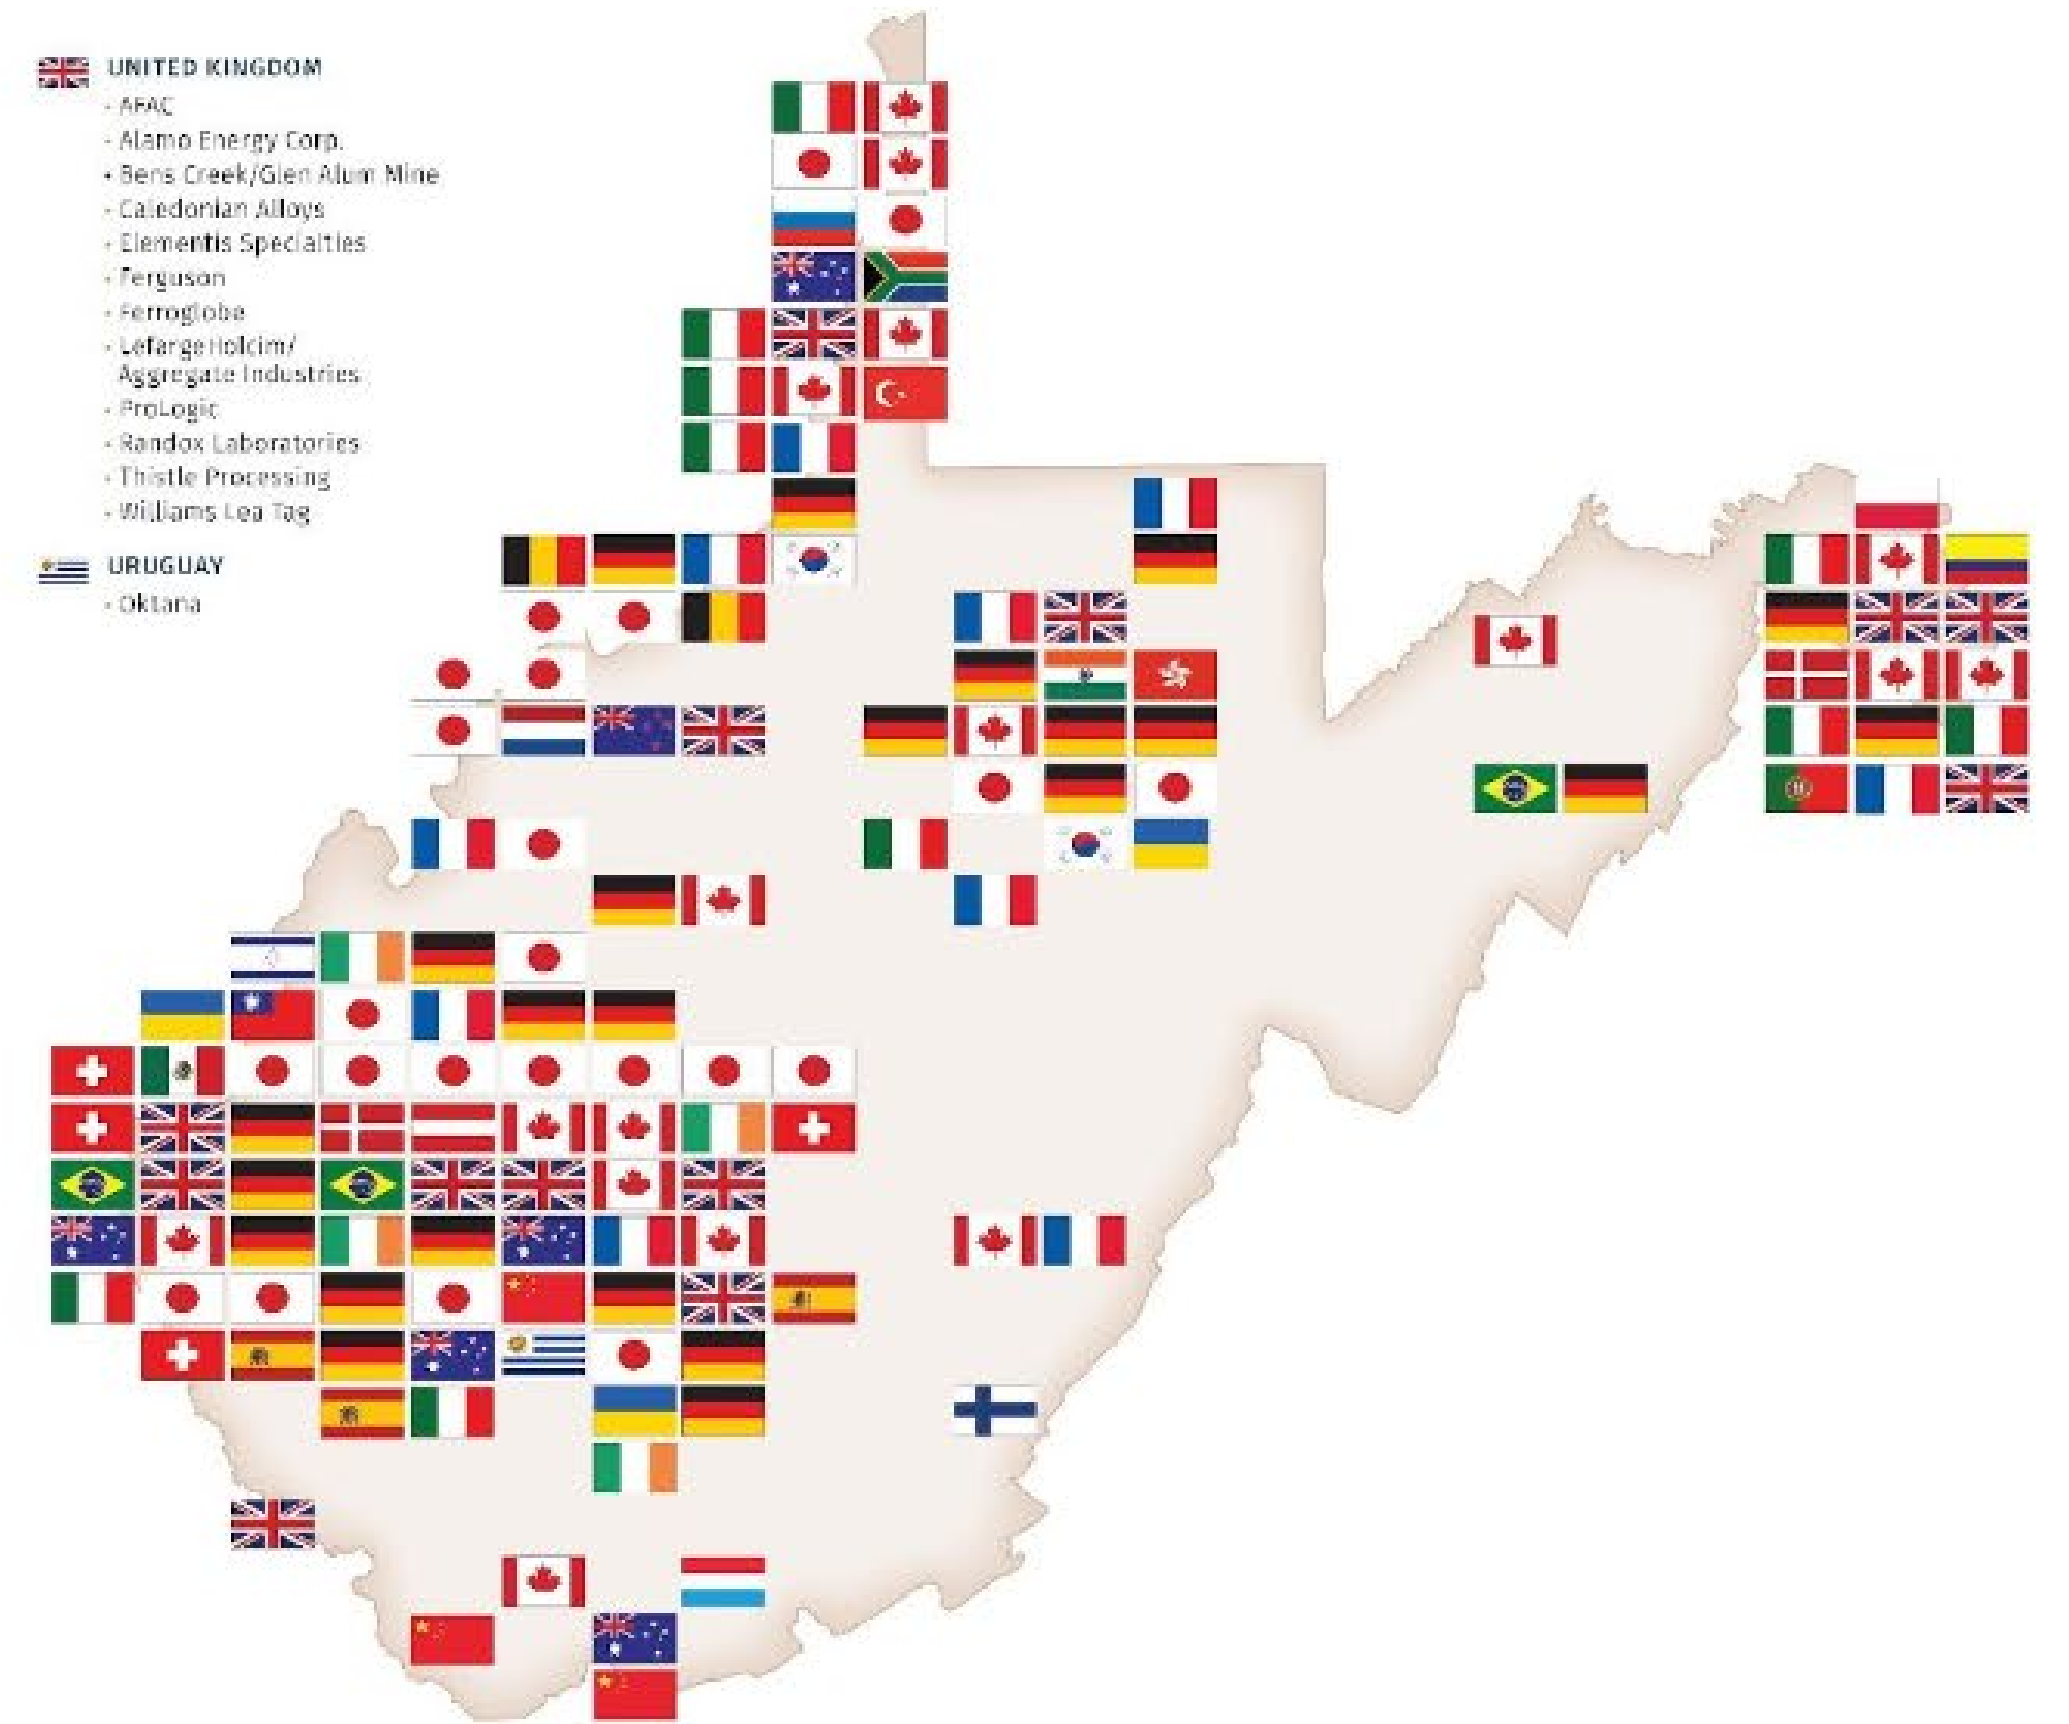 UNITED KINGDOM
- AFAC
- Alamo Energy Corp.
• Bens Creek/Glen Alum Mine
- Caledonian Alloys
- Elementis Specialties
- Ferguson
- Ferroglobe
- LafargeHolcim/
Aggregate Industries
- ProLogic
- Randox Laboratories
- Thistle Processing
- Williams Lea Tag
URUGUAY
- Oktana